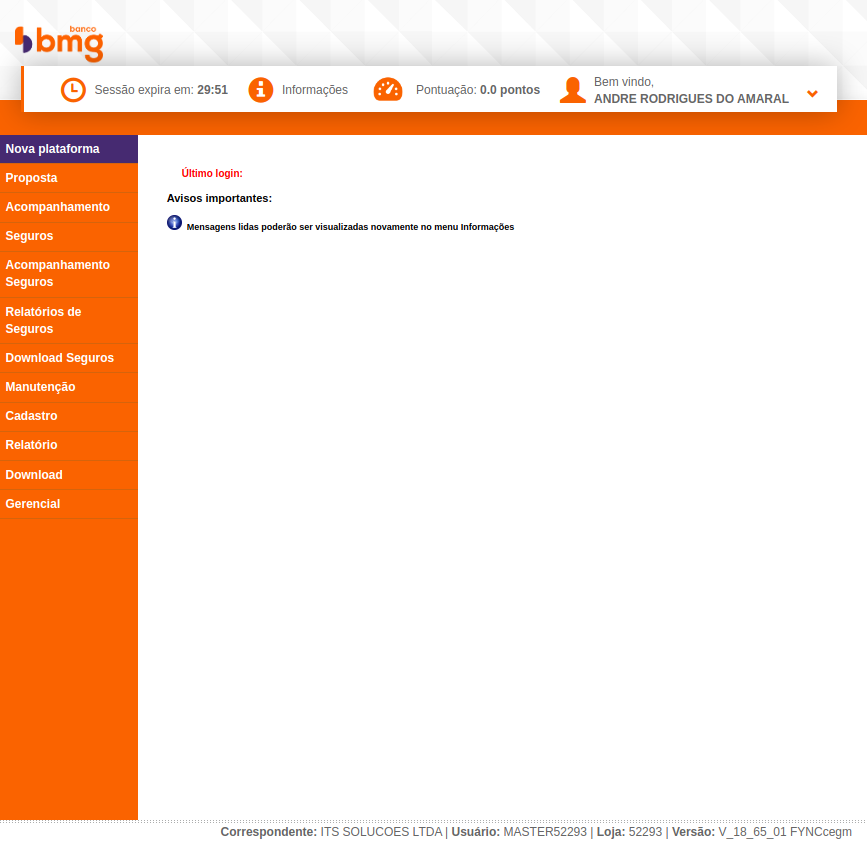 banco
bmg
Sessão expira em: 29:51
Informações
Pontuação: 0.0 pontos
Bem vindo,
ANDRE RODRIGUES DO AMARAL
Nova plataforma
Proposta
Acompanhamento
Seguros
Acompanhamento
Seguros
Relatórios de
Seguros
Download Seguros
Manutenção
Cadastro
Relatório
Download
Gerencial
Último login:
Avisos importantes:
Mensagens lidas poderão ser visualizadas novamente no menu Informações
Correspondente: ITS SOLUCOES LTDA | Usuário: MASTER52293 | Loja: 52293 | Versão: V_18_65_01 FYNCcegm